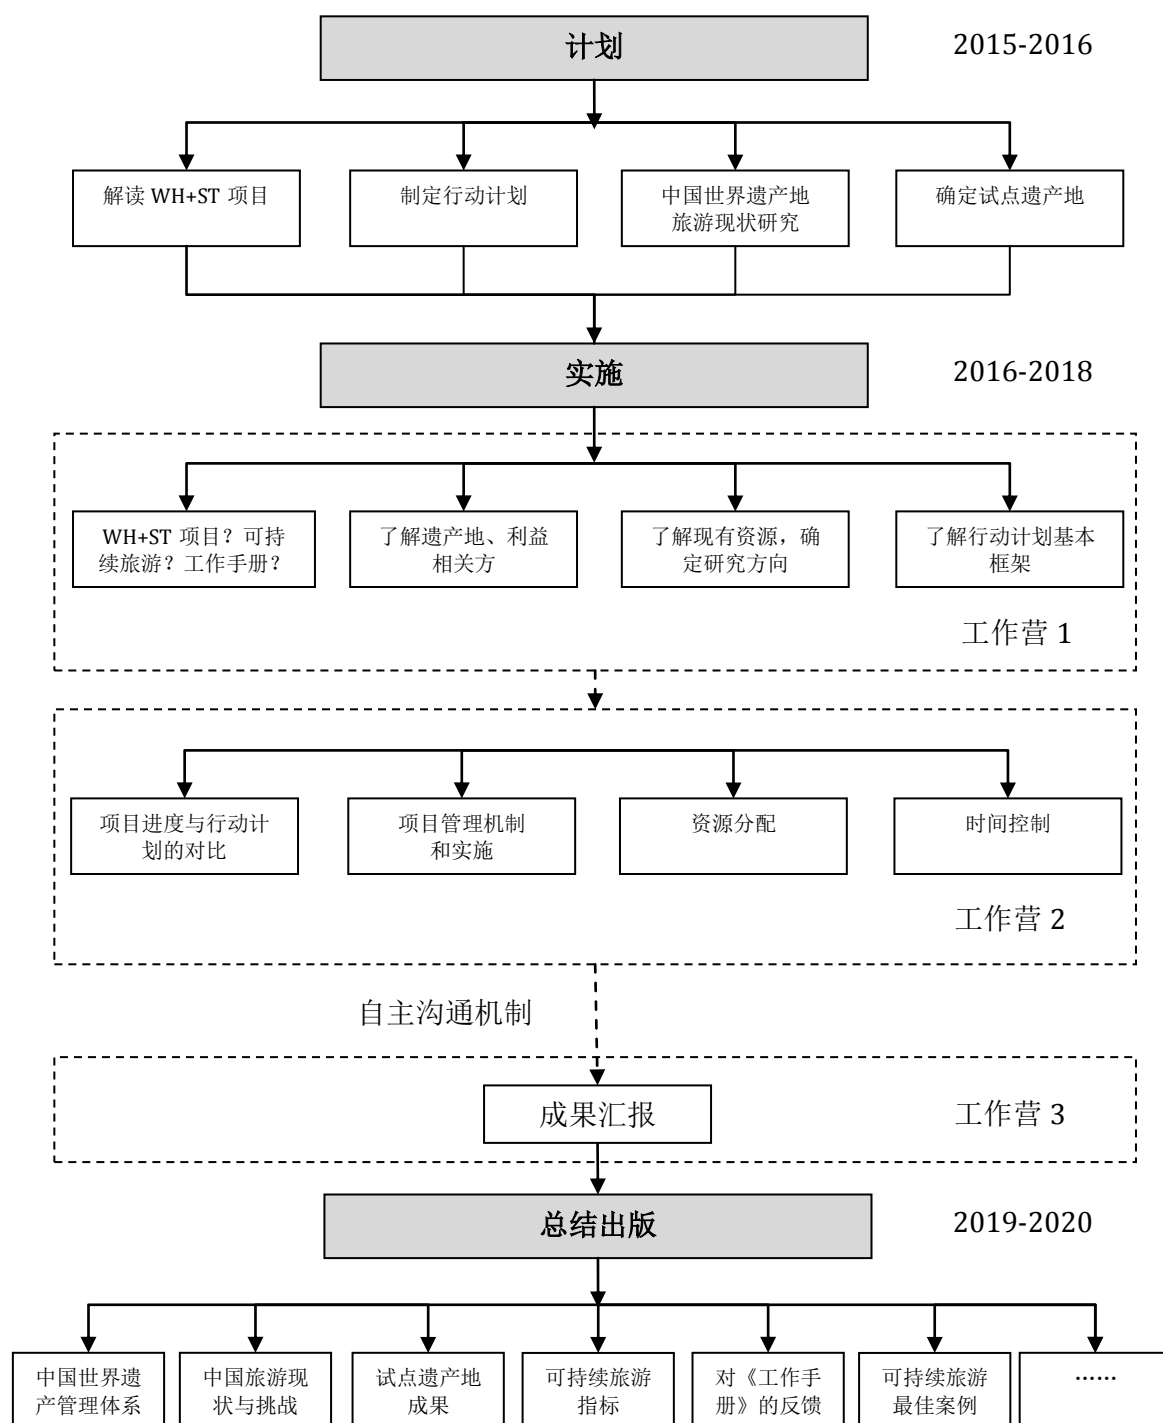 计划
2015-2016
解读 WH+ST 项目
制定行动计划
中国世界遗产地
旅游现状研究
确定试点遗产地
实施
2016-2018
WH+ST 项目？可持
续旅游？工作手册？
了解遗产地、利益
相关方
了解现有资源，确
定研究方向
了解行动计划基本
框架
工作营 1
项目进度与行动计
划的对比
项目管理机制
和实施
资源分配
时间控制
工作营 2
自主沟通机制
成果汇报
工作营 3
总结出版
2019-2020
中国世界遗
产管理体系
中国旅游现
状与挑战
试点遗产地
成果
可持续旅游
指标
对《工作手
册》的反馈
可持续旅游
最佳案例
……